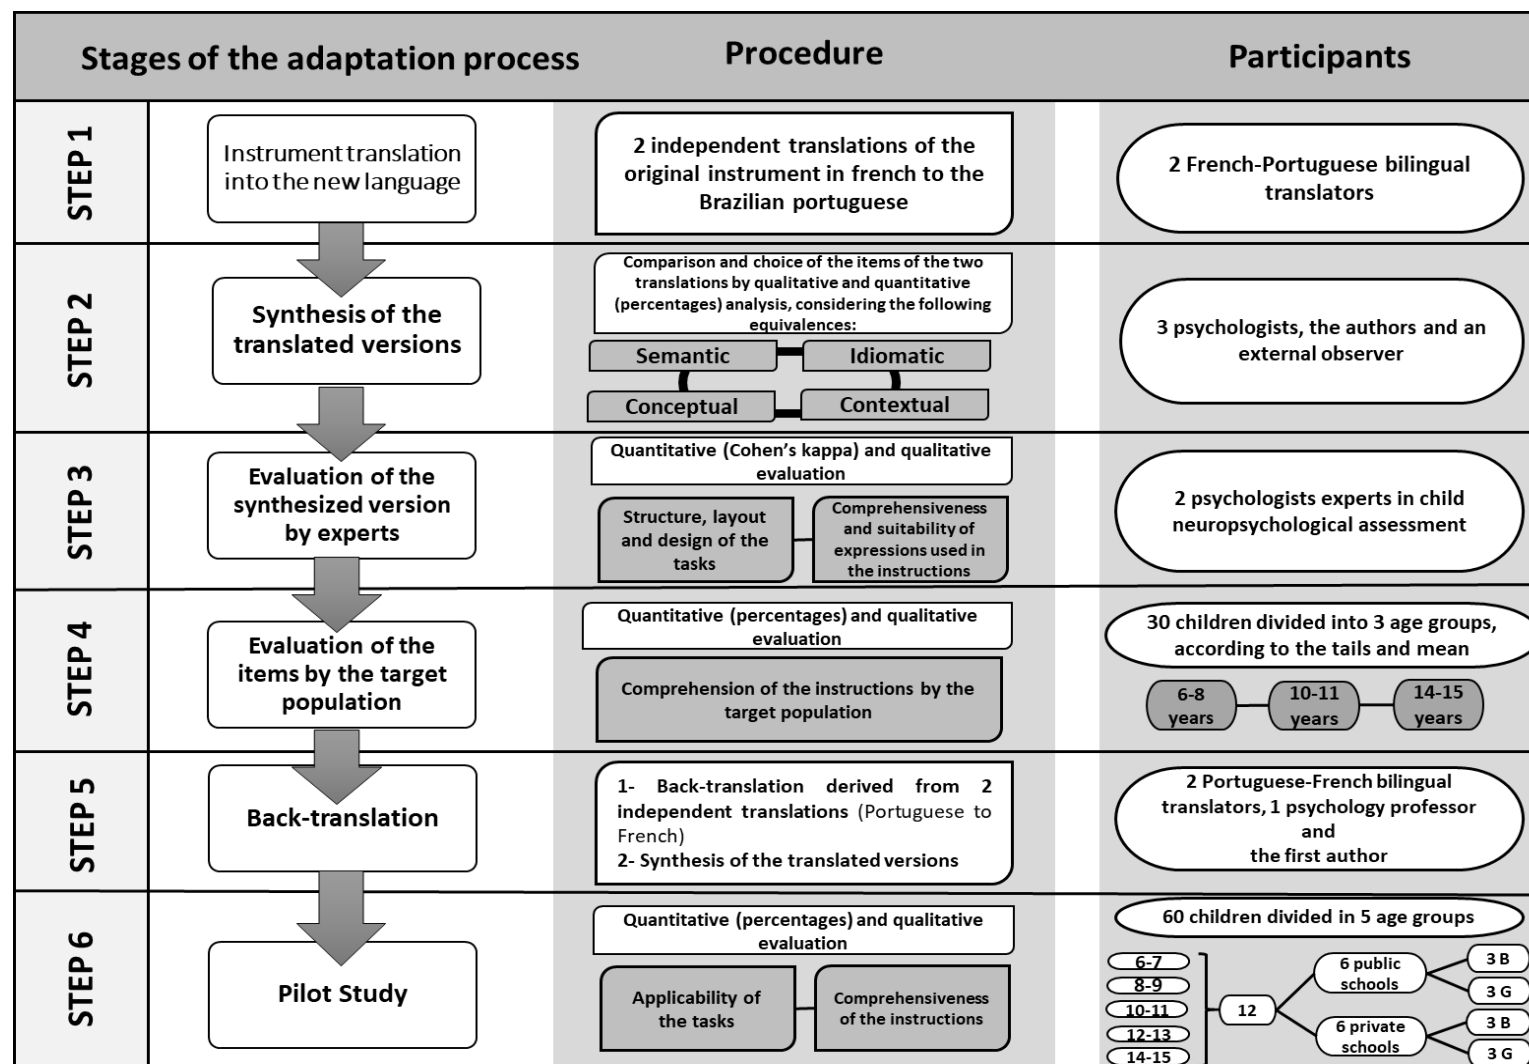 Stages of the adaptation process
Procedure
Participants
STEP 1
Instrument translation
into the new language
2 independent translations of the
original instrument in french to the
Brazilian portuguese
2 French-Portuguese bilingual
translators
STEP 2
Synthesis of the
translated versions
Comparison and choice of the items of the two
translations by qualitative and quantitative
(percentages) analysis, considering the following
equivalences:
Semantic
Idiomatic
Conceptual
Contextual
3 psychologists, the authors and an
external observer
STEP 3
Evaluation of the
synthesized version
by experts
Quantitative (Cohen’s kappa) and qualitative
evaluation
Structure, layout
and design of the
tasks
Comprehensiveness
and suitability of
expressions used in
the instructions
2 psychologists experts in child
neuropsychological assessment
STEP 4
Evaluation of the
items by the target
population
Quantitative (percentages) and qualitative
evaluation
Comprehension of the instructions by the
target population
30 children divided into 3 age groups,
according to the tails and mean
6-8
years
10-11
years
14-15
years
STEP 5
Back-translation
1- Back-translation derived from 2
independent translations (Portuguese to
French)
2- Synthesis of the translated versions
2 Portuguese-French bilingual
translators, 1 psychology professor
and
the first author
STEP 6
Pilot Study
Quantitative (percentages) and qualitative
evaluation
Applicability of
the tasks
Comprehensiveness
of the instructions
60 children divided in 5 age groups
6-7
8-9
10-11
12-13
14-15
12
6 public
schools
3 B
3 G
6 private
schools
3 B
3 G